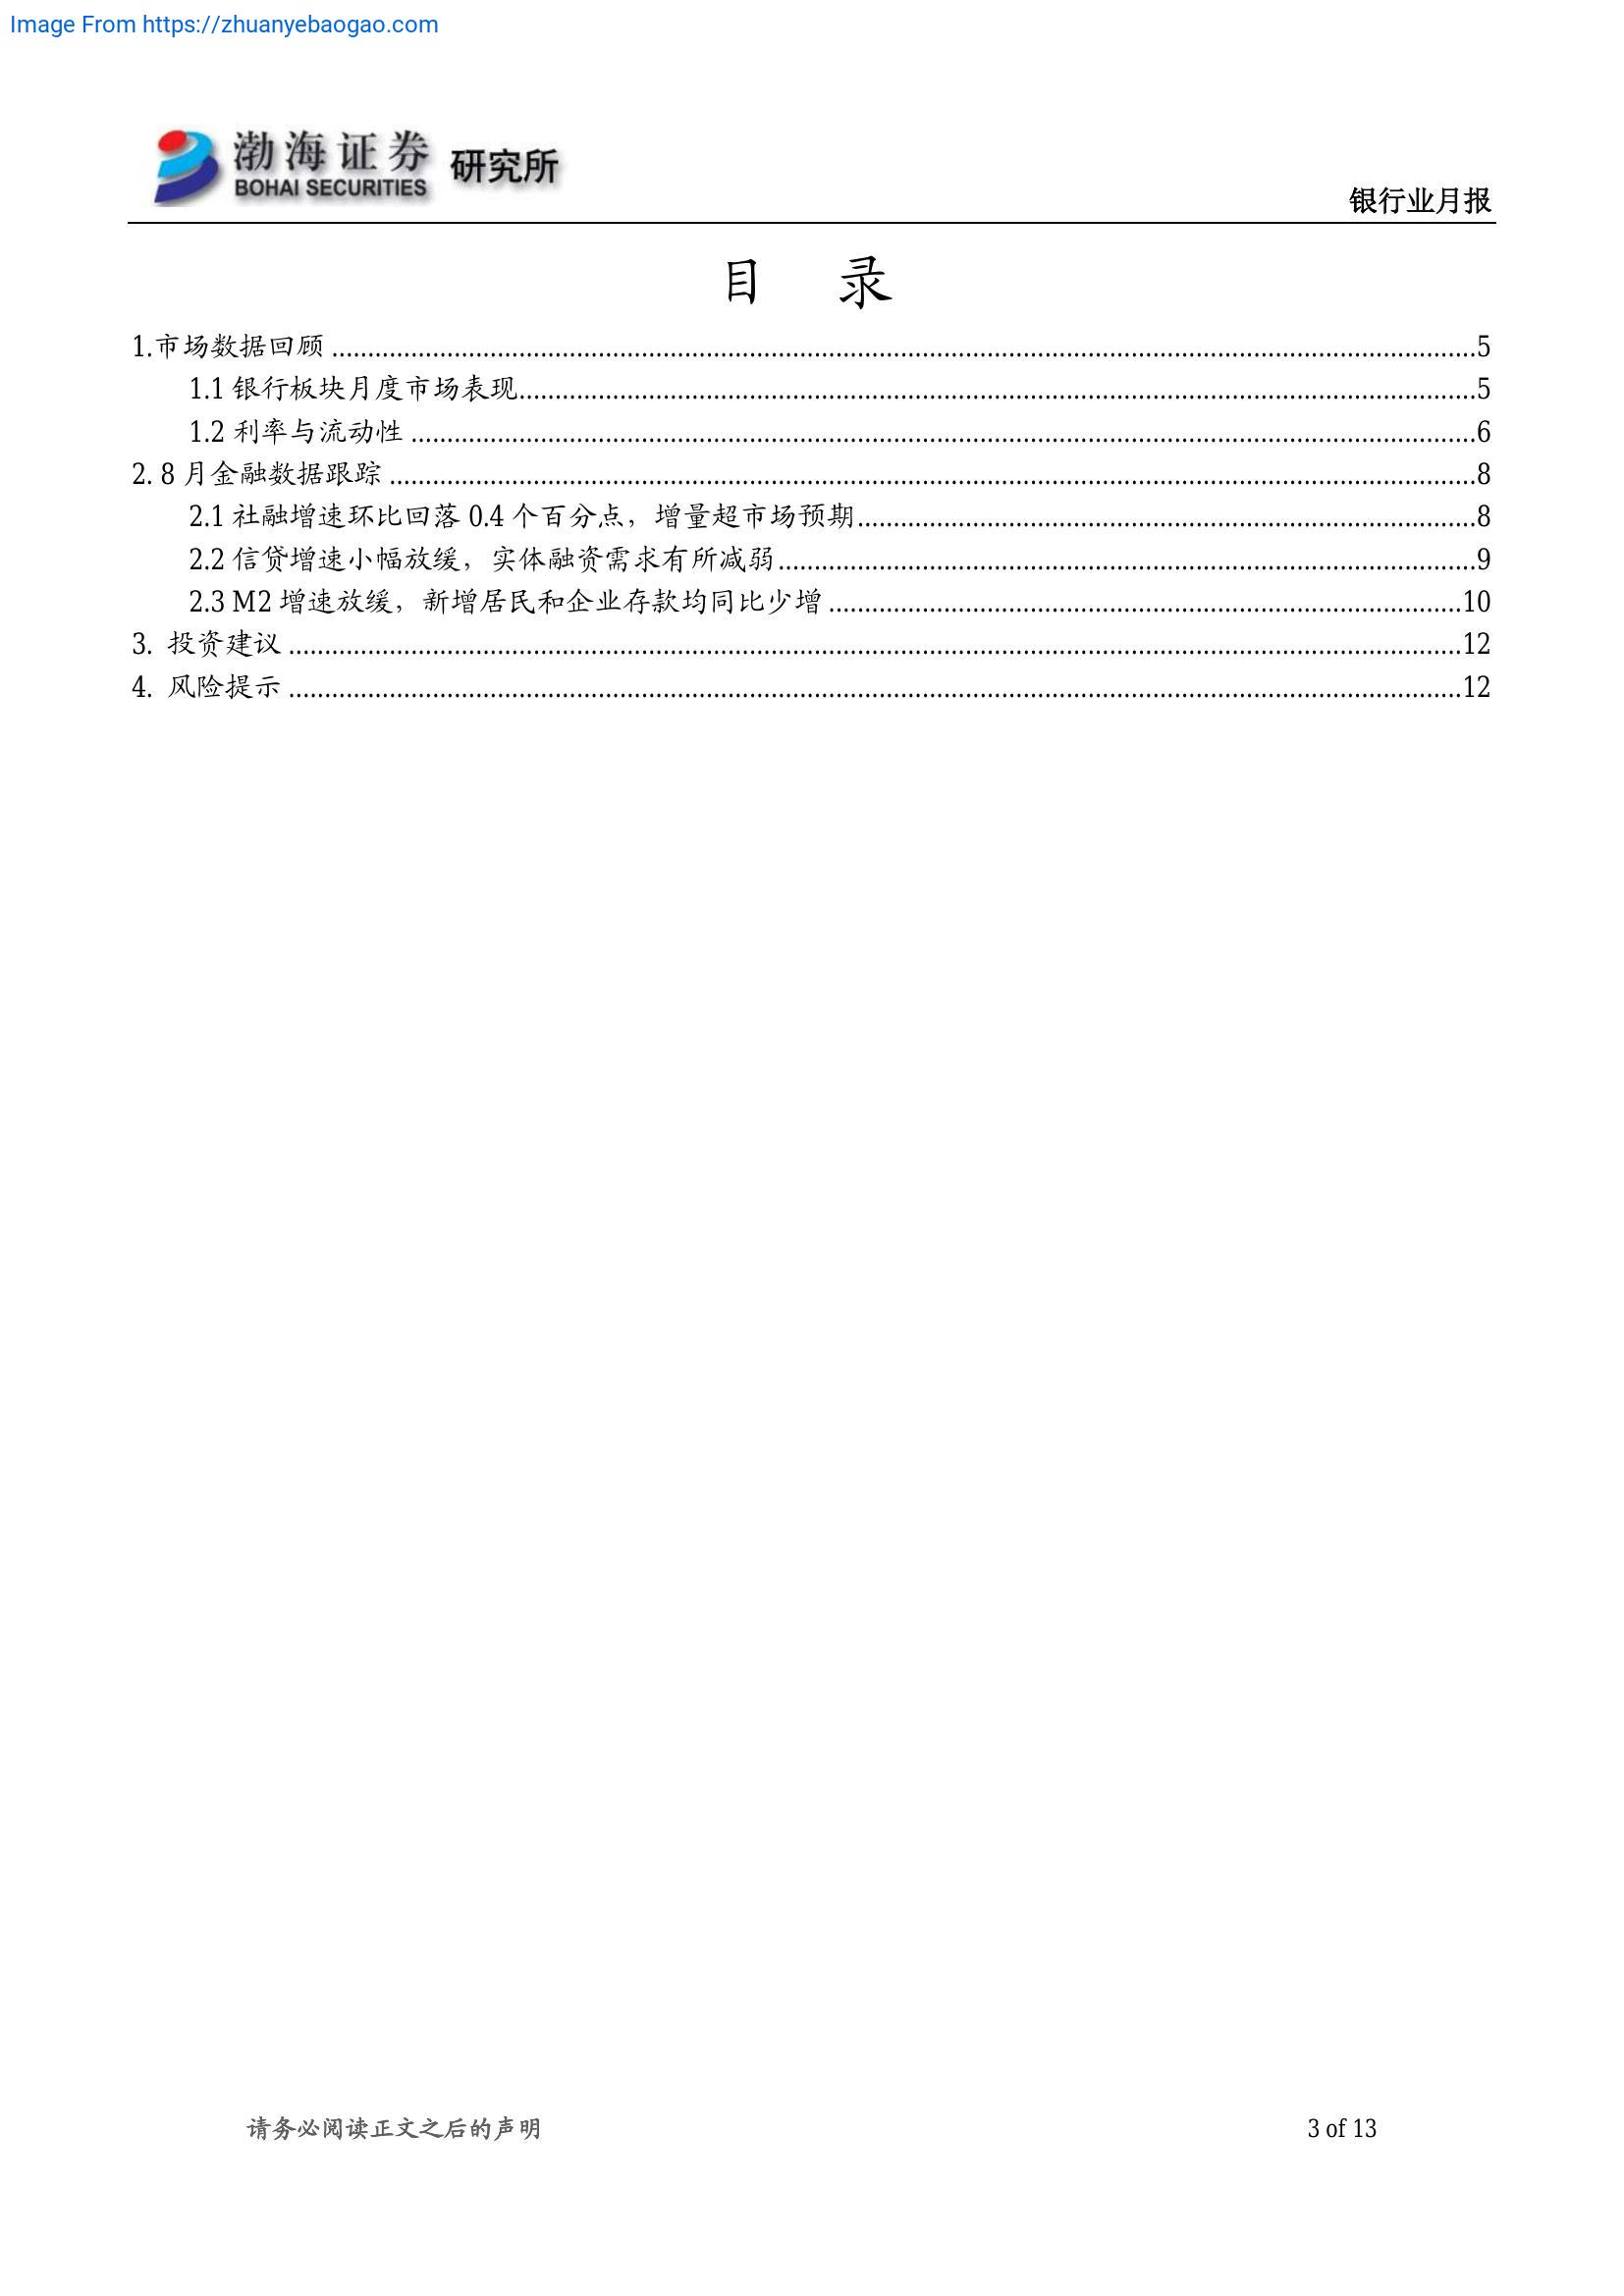 Image From https://zhuanyebaogao.com
渤海证券 研究所
BOHAI SECURITIES
银行业月报
目 录
1.市场数据回顾 ........................................ 5
1.1 银行板块月度市场表现........................................ 5
1.2 利率与流动性 ........................................ 6
2. 8 月金融数据跟踪 ........................................ 8
2.1 社融增速环比回落 0.4 个百分点，增量超市场预期........................................ 8
2.2 信贷增速小幅放缓，实体融资需求有所减弱........................................ 9
2.3 M2 增速放缓，新增居民和企业存款均同比少增 ........................................ 10
3. 投资建议 ........................................ 12
4. 风险提示 ........................................ 12
请务必阅读正文之后的声明
3 of 13